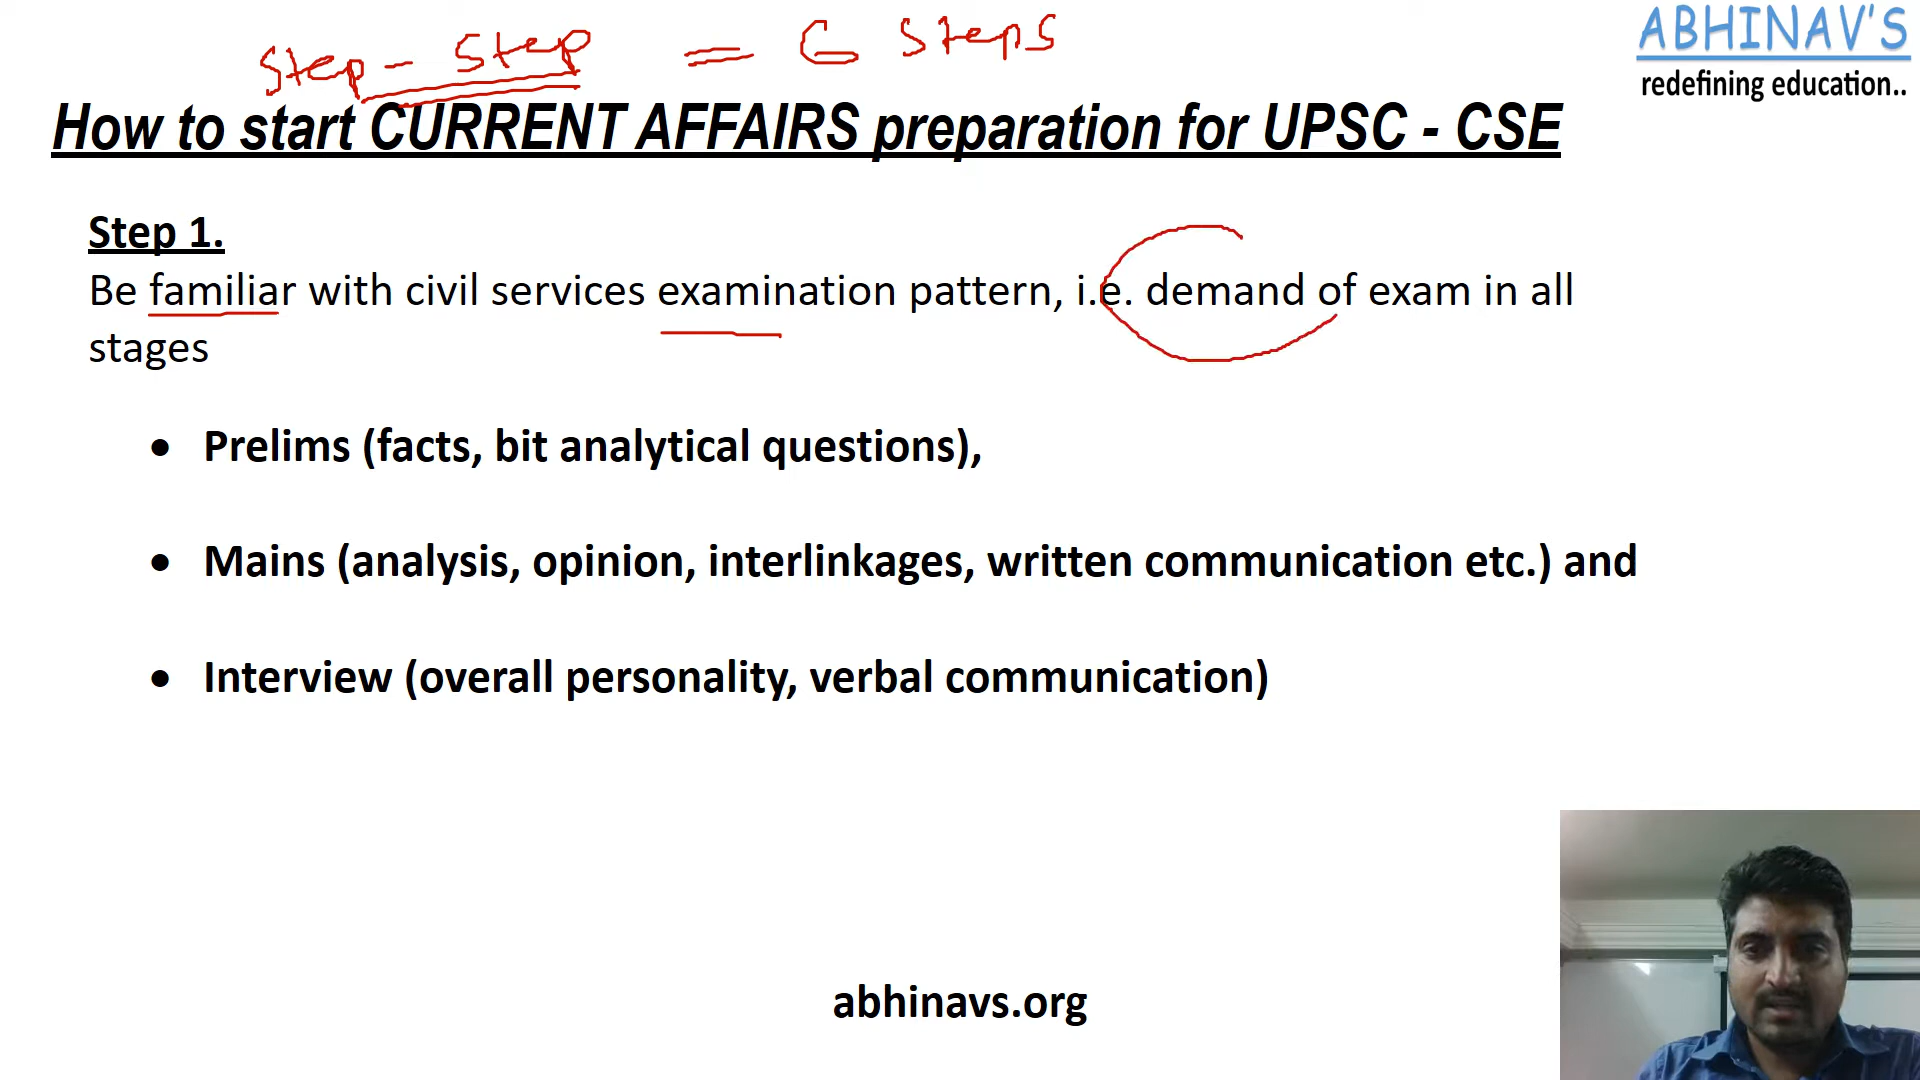 step - step = 6 steps
ABHINAV'S
redefining education..
How to start CURRENT AFFAIRS preparation for UPSC - CSE
Step 1.
Be familiar with civil services examination pattern, i.e. demand of exam in all
stages
• Prelims (facts, bit analytical questions),
• Mains (analysis, opinion, interlinkages, written communication etc.) and
• Interview (overall personality, verbal communication)
abhinavs.org